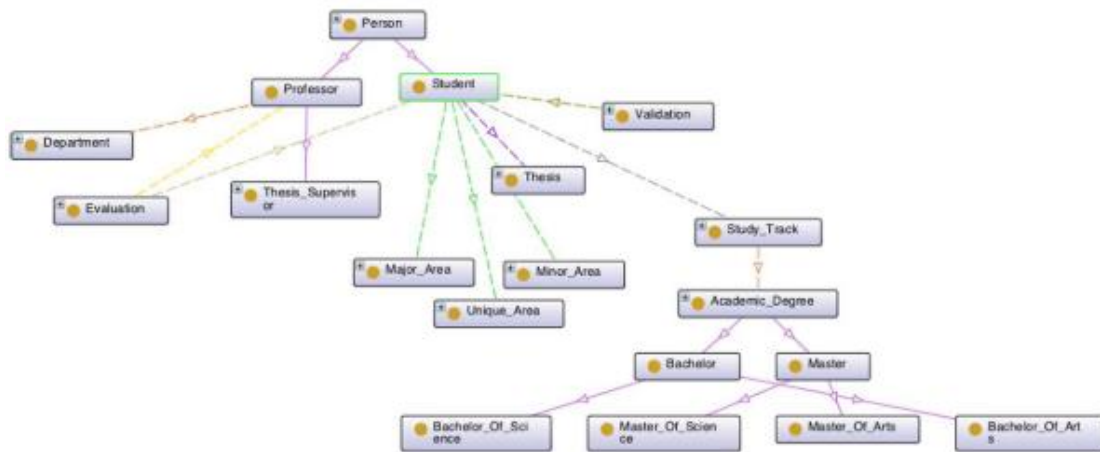 Person
Professor
Student
Department
Validation
Evaluation
Thesis_Supervis
or
Thesis
Study_Track
Major_Area
Minor_Area
Unique_Area
Academic_Degree
Bachelor
Master
Bachelor_Of_Sci
ence
Master_Of_Scien
ce
Master_Of_Arts
Bachelor_Of_Art
s